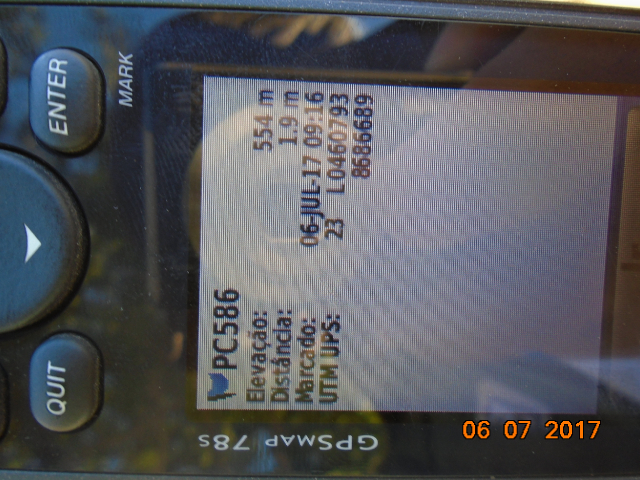 ENTER
MARK
QUIT
PC586
Elevação: 554 m
Distância: 1.9 m
Marcado: 06-JUL-17 09:16
UTM UPS: 23 L0460793
8686689
GPSMAP 78s
06 07 2017